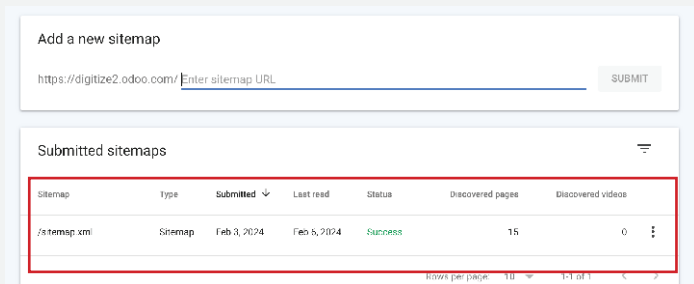 Add a new sitemap
https://digitize2.odoo.com/ Enter sitemap URL SUBMIT
Submitted sitemaps
Sitemap Type Submitted ↓ Last read Status Discovered pages Discovered videos
/sitemap.xml Sitemap Feb 3, 2024 Feb 6, 2024 Success 15 0
Rows per page: 10 1-1 of 1